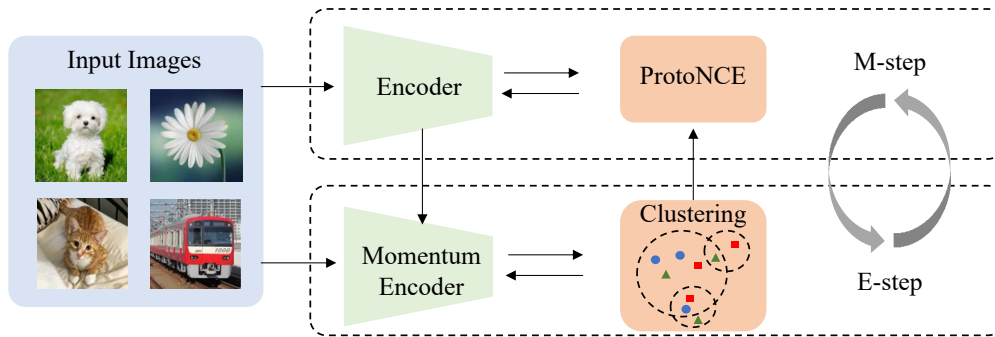 Input Images
Encoder
ProtoNCE
M-step
Momentum
Encoder
Clustering
E-step